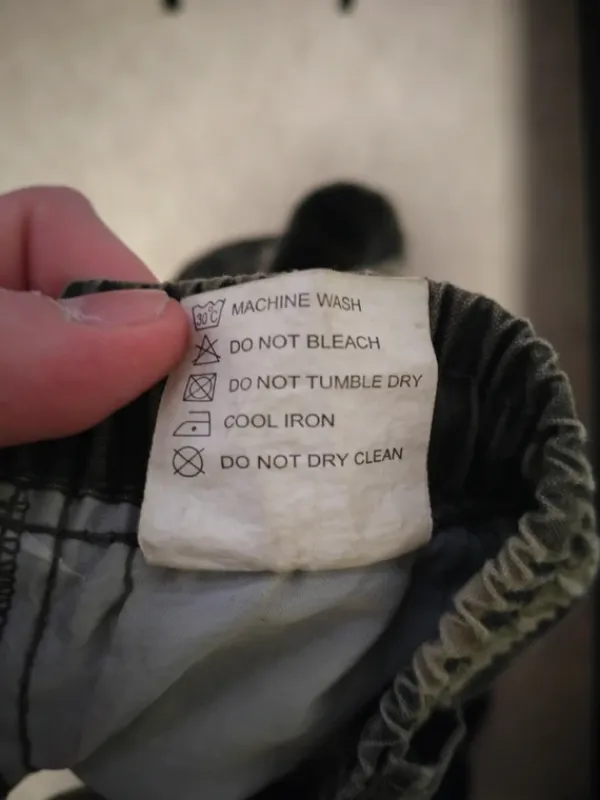 30°C MACHINE WASH
DO NOT BLEACH
DO NOT TUMBLE DRY
COOL IRON
DO NOT DRY CLEAN